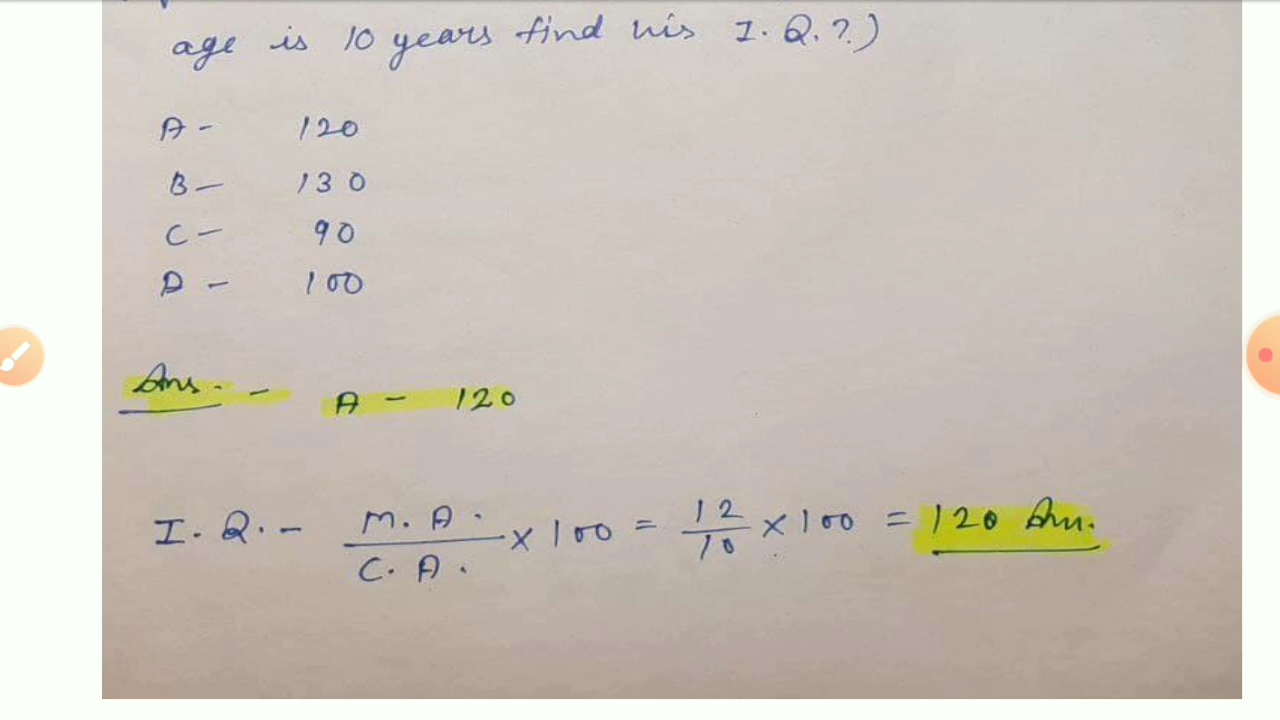 age is 10 years find his I.Q.?)
A - 120
B - 130
C - 90
D - 100
Ans. - A - 120
I.Q. - M.A. / C.A. × 100 = 12 / 10 × 100 = 120 Ans.